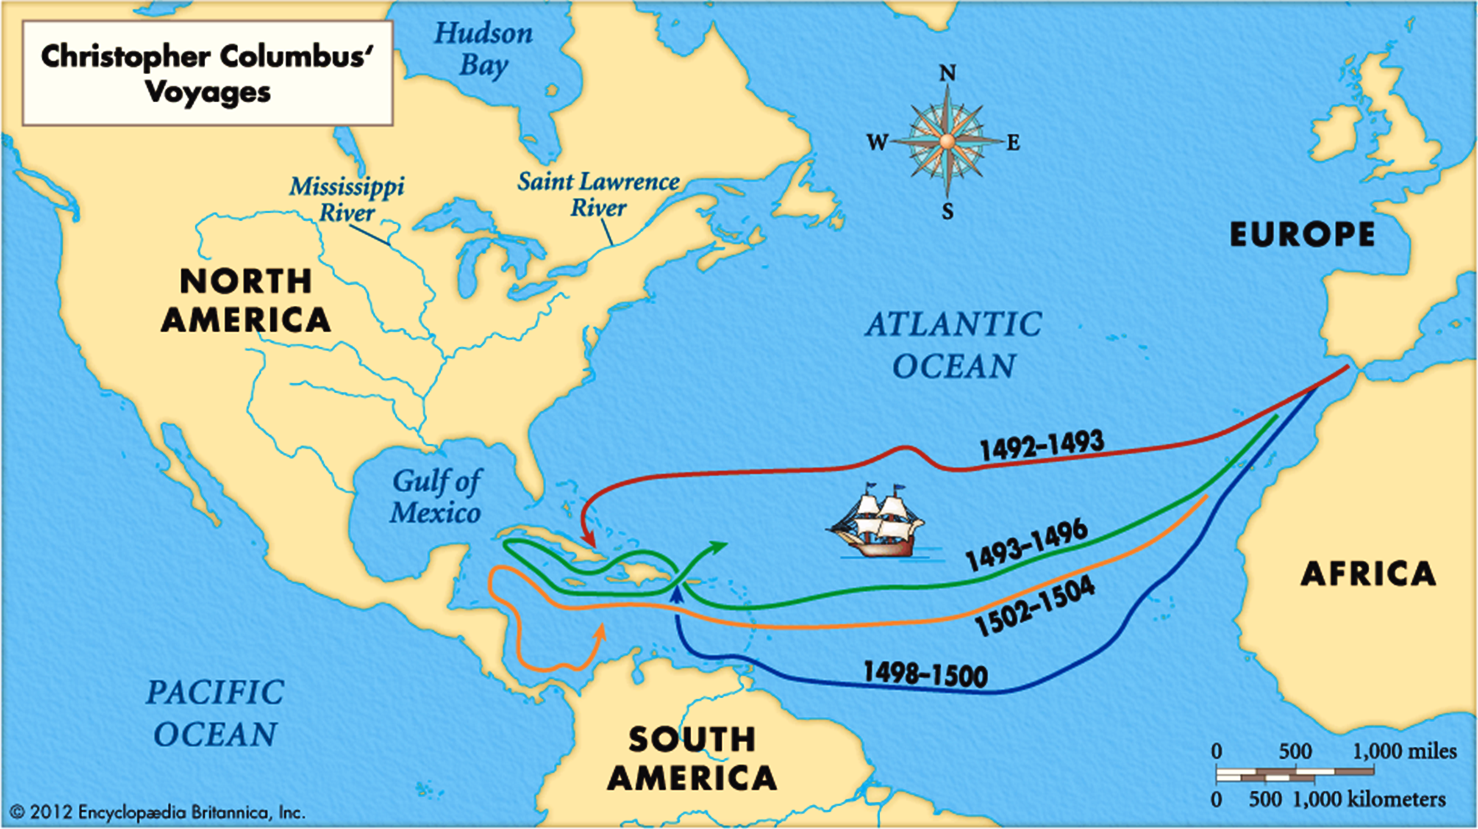 Christopher Columbus‘
Voyages
Hudson
Bay
N
W
E
S
Mississippi
River
Saint Lawrence
River
EUROPE
NORTH
AMERICA
ATLANTIC
OCEAN
1492–1493
Gulf of
Mexico
1493–1496
AFRICA
1502–1504
1498–1500
PACIFIC
OCEAN
SOUTH
AMERICA
0 500 1,000 miles
0 500 1,000 kilometers
© 2012 Encyclopædia Britannica, Inc.